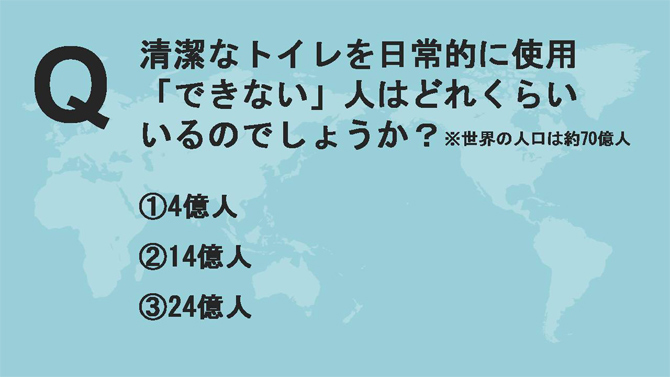 Q
清潔なトイレを日常的に使用
「できない」人はどれくらい
いるのでしょうか？※世界の人口は約70億人
①4億人
②14億人
③24億人